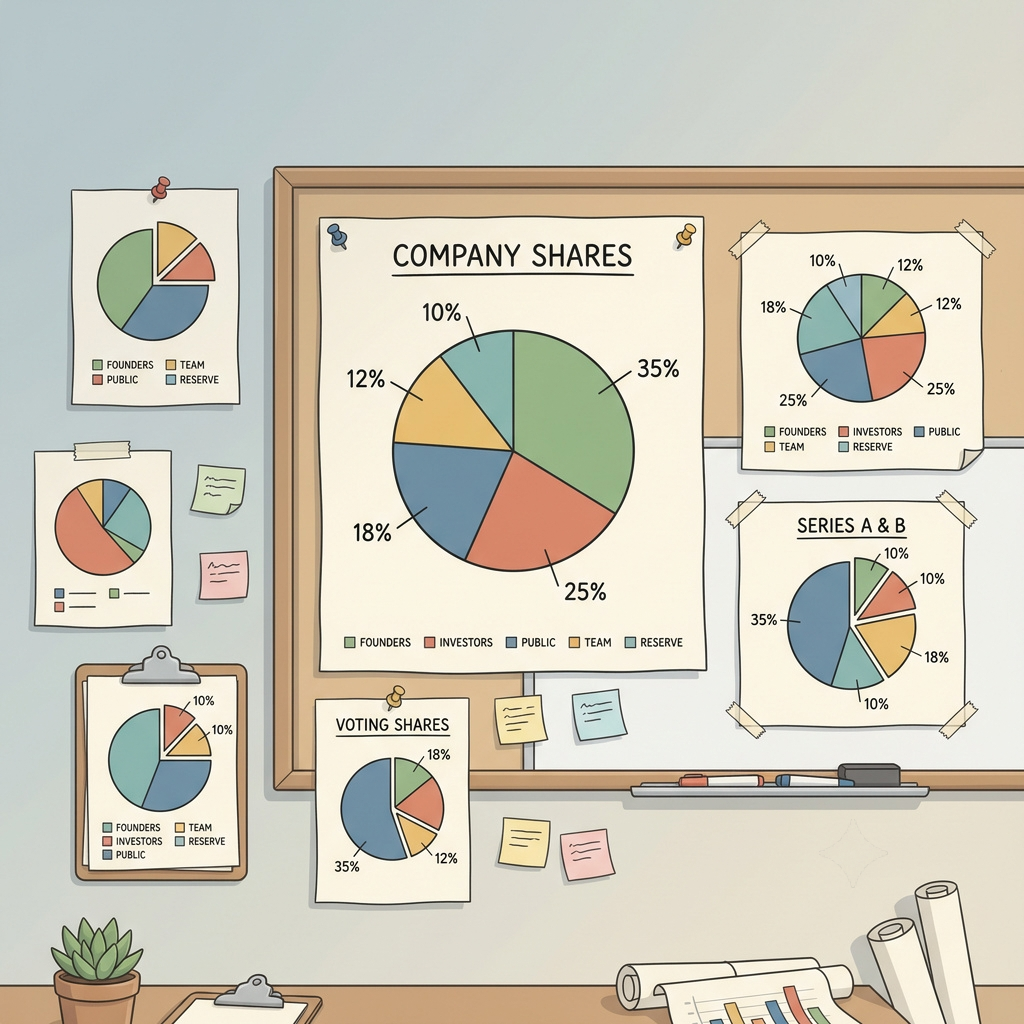 FOUNDERS TEAM
PUBLIC RESERVE
COMPANY SHARES
10%
35%
12%
18%
25%
FOUNDERS INVESTORS PUBLIC TEAM RESERVE
10%
12%
18%
12%
25%
25%
FOUNDERS INVESTORS PUBLIC
TEAM RESERVE
SERIES A & B
10%
10%
35%
18%
10%
10%
10%
FOUNDERS TEAM
INVESTORS RESERVE
PUBLIC
VOTING SHARES
18%
35%
12%